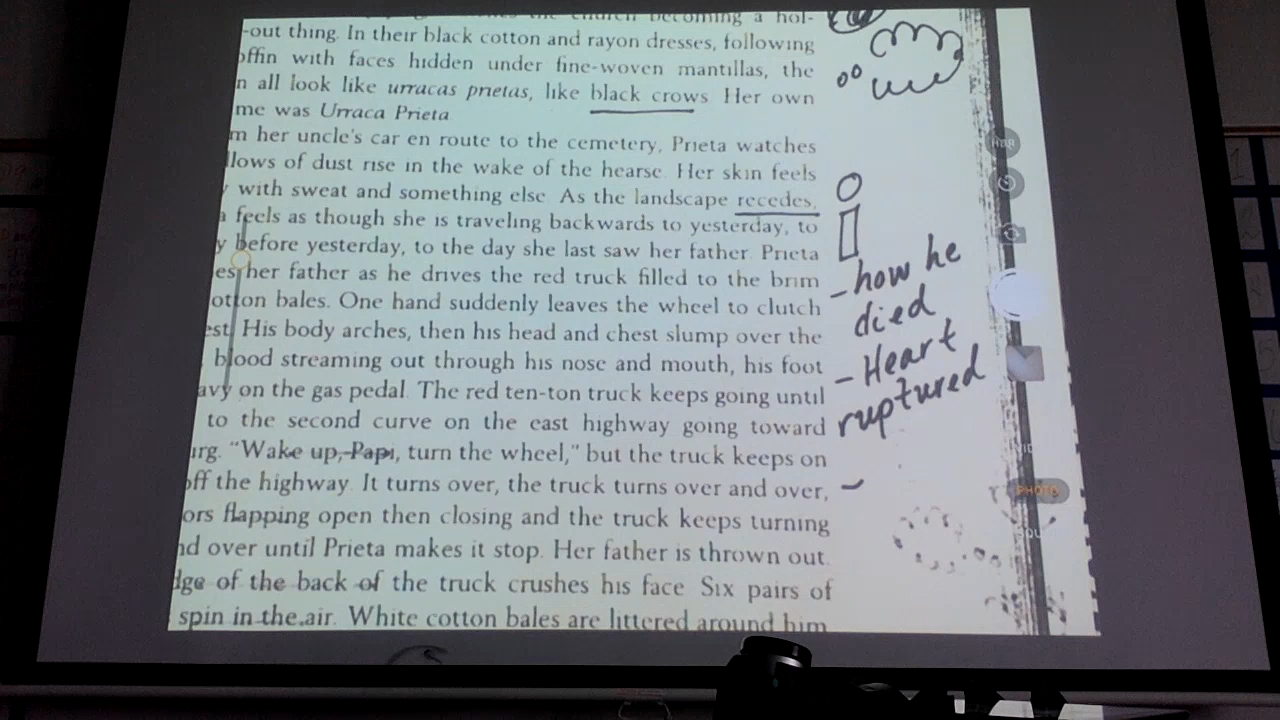 the church becoming a hol-
-out thing. In their black cotton and rayon dresses, following
offin with faces hidden under fine-woven mantillas, the
n all look like urracas prietas, like black crows Her own
me was Urraca Prieta
m her uncle's car en route to the cemetery, Prieta watches
lows of dust rise in the wake of the hearse. Her skin feels
with sweat and something else. As the landscape recedes,
a feels as though she is traveling backwards to yesterday, to
y before yesterday, to the day she last saw her father. Prieta
es her father as he drives the red truck filled to the brim
otton bales. One hand suddenly leaves the wheel to clutch
est. His body arches, then his head and chest slump over the
blood streaming out through his nose and mouth, his foot
avy on the gas pedal. The red ten-ton truck keeps going until
to the second curve on the east highway going toward
urg. "Wake up, Papi, turn the wheel," but the truck keeps on
off the highway. It turns over, the truck turns over and over,
ors flapping open then closing and the truck keeps turning
nd over until Prieta makes it stop. Her father is thrown out.
dge of the back of the truck crushes his face Six pairs of
spin in the air. White cotton bales are littered around him
- how he
died
- Heart
ruptured
PHOTO